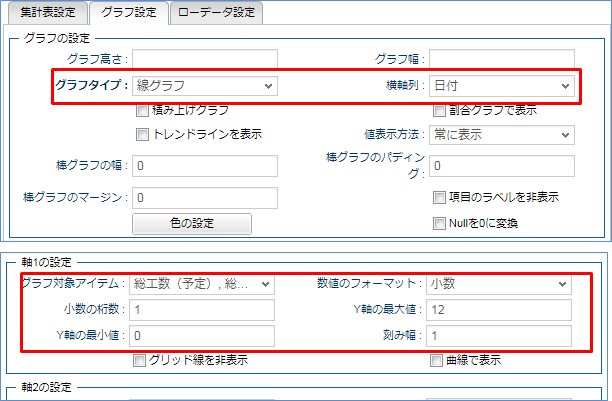 集計表設定 グラフ設定 ローデータ設定
グラフの設定
グラフ高さ : グラフ幅 :
グラフタイプ : 線グラフ 横軸列 : 日付
積み上げグラフ 割合グラフで表示
トレンドラインを表示 値表示方法 : 常に表示
棒グラフの幅 : 0 棒グラフのパディン
グ : 0
棒グラフのマージン : 0 項目のラベルを非表示
色の設定 Nullを0に変換
軸1の設定
グラフ対象アイテム : 総工数（予定）, 総... 数値のフォーマット : 小数
小数の桁数 : 1 Y軸の最大値 : 12
Y軸の最小値 : 0 刻み幅 : 1
グリッド線を非表示 曲線で表示
軸2の設定